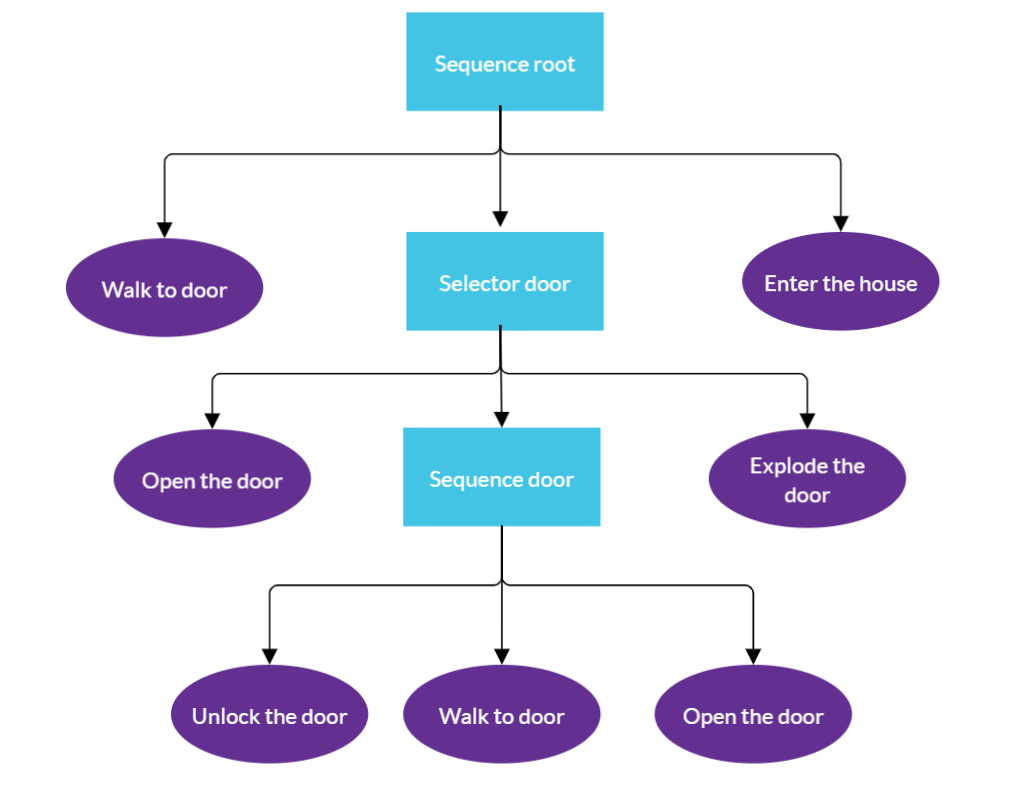 Sequence root
Walk to door
Selector door
Enter the house
Open the door
Sequence door
Explode the
door
Unlock the door
Walk to door
Open the door